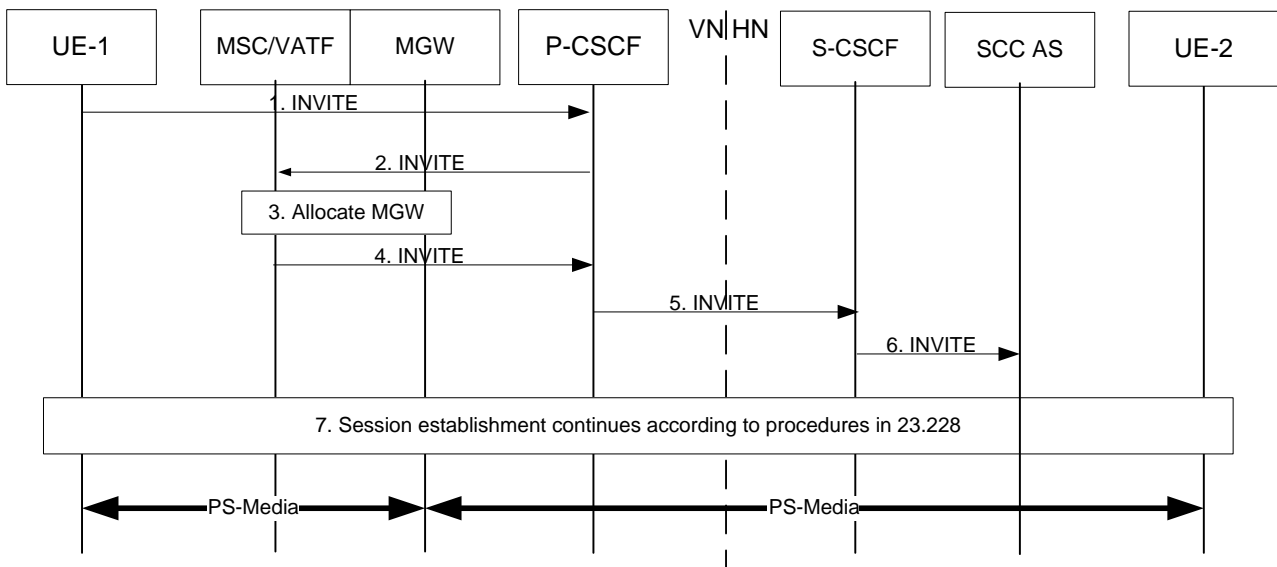 UE-1
MSC/VATF
MGW
P-CSCF
VN
HN
S-CSCF
SCC AS
UE-2
1. INVITE
2. INVITE
3. Allocate MGW
4. INVITE
5. INVITE
6. INVITE
7. Session establishment continues according to procedures in 23.228
PS-Media
PS-Media